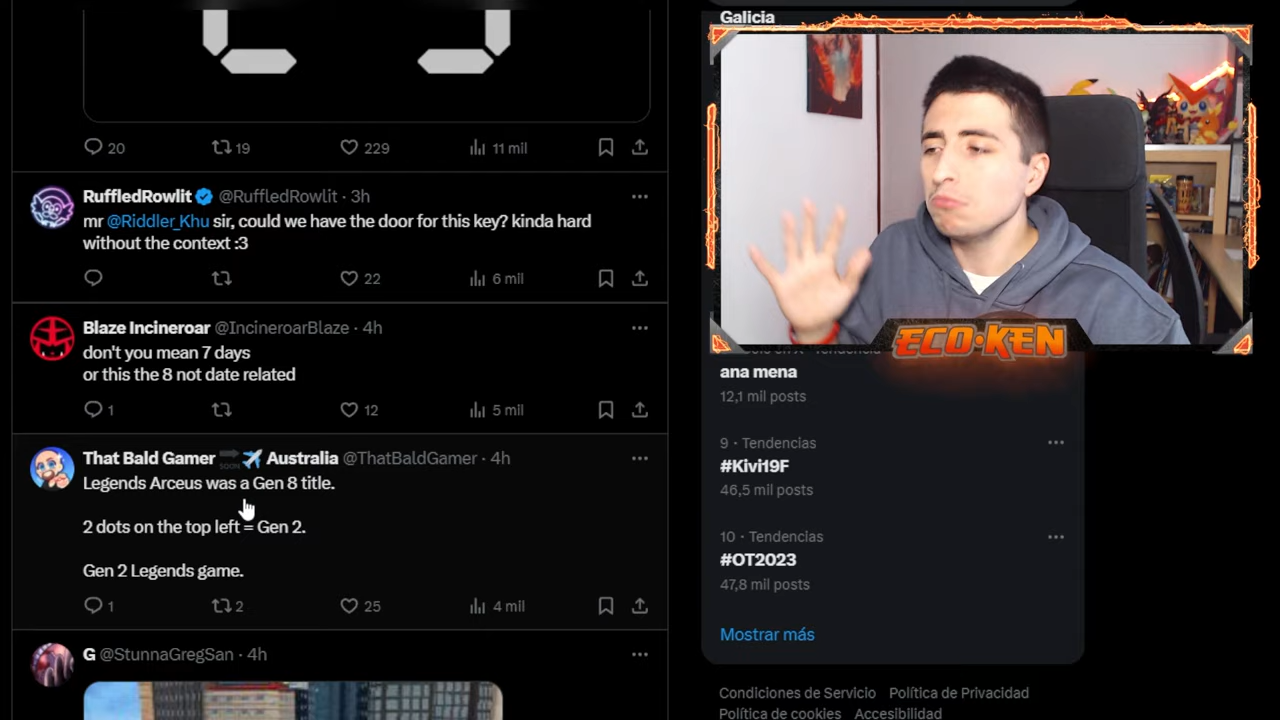 20 19 229 11 mil
RuffledRowlit @RuffledRowlit · 3h
mr @Riddler_Khu sir, could we have the door for this key? kinda hard
without the context :3
22 6 mil
Blaze Incineroar @IncineroarBlaze · 4h
don't you mean 7 days
or this the 8 not date related
1 12 5 mil
That Bald Gamer SOON Australia @ThatBaldGamer · 4h
Legends Arceus was a Gen 8 title.
2 dots on the top left = Gen 2.
Gen 2 Legends game.
1 2 25 4 mil
G @StunnaGregSan · 4h
Galicia
ECO·KEN
Tendencia
ana mena
12,1 mil posts
9 · Tendencias
#Kivi19F
46,5 mil posts
10 · Tendencias
#OT2023
47,8 mil posts
Mostrar más
Condiciones de Servicio Política de Privacidad
Política de cookies Accesibilidad